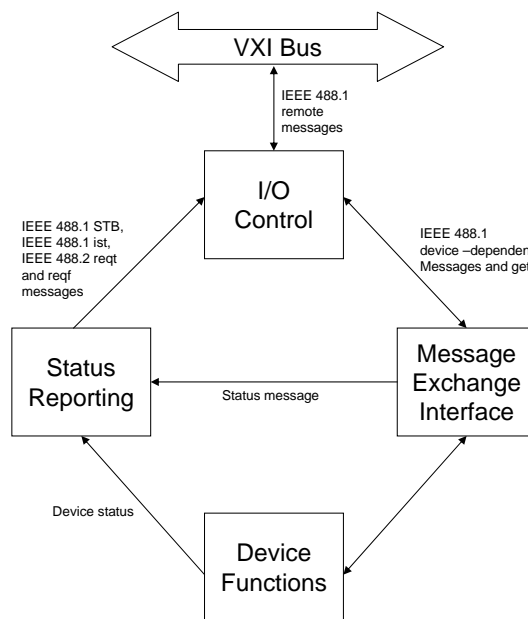 VXI Bus
IEEE 488.1
remote
messages
I/O
Control
IEEE 488.1 STB,
IEEE 488.1 ist,
IEEE 488.2 reqt
and reqf
messages
IEEE 488.1
device –dependen
Messages and get
Status
Reporting
Status message
Message
Exchange
Interface
Device status
Device
Functions